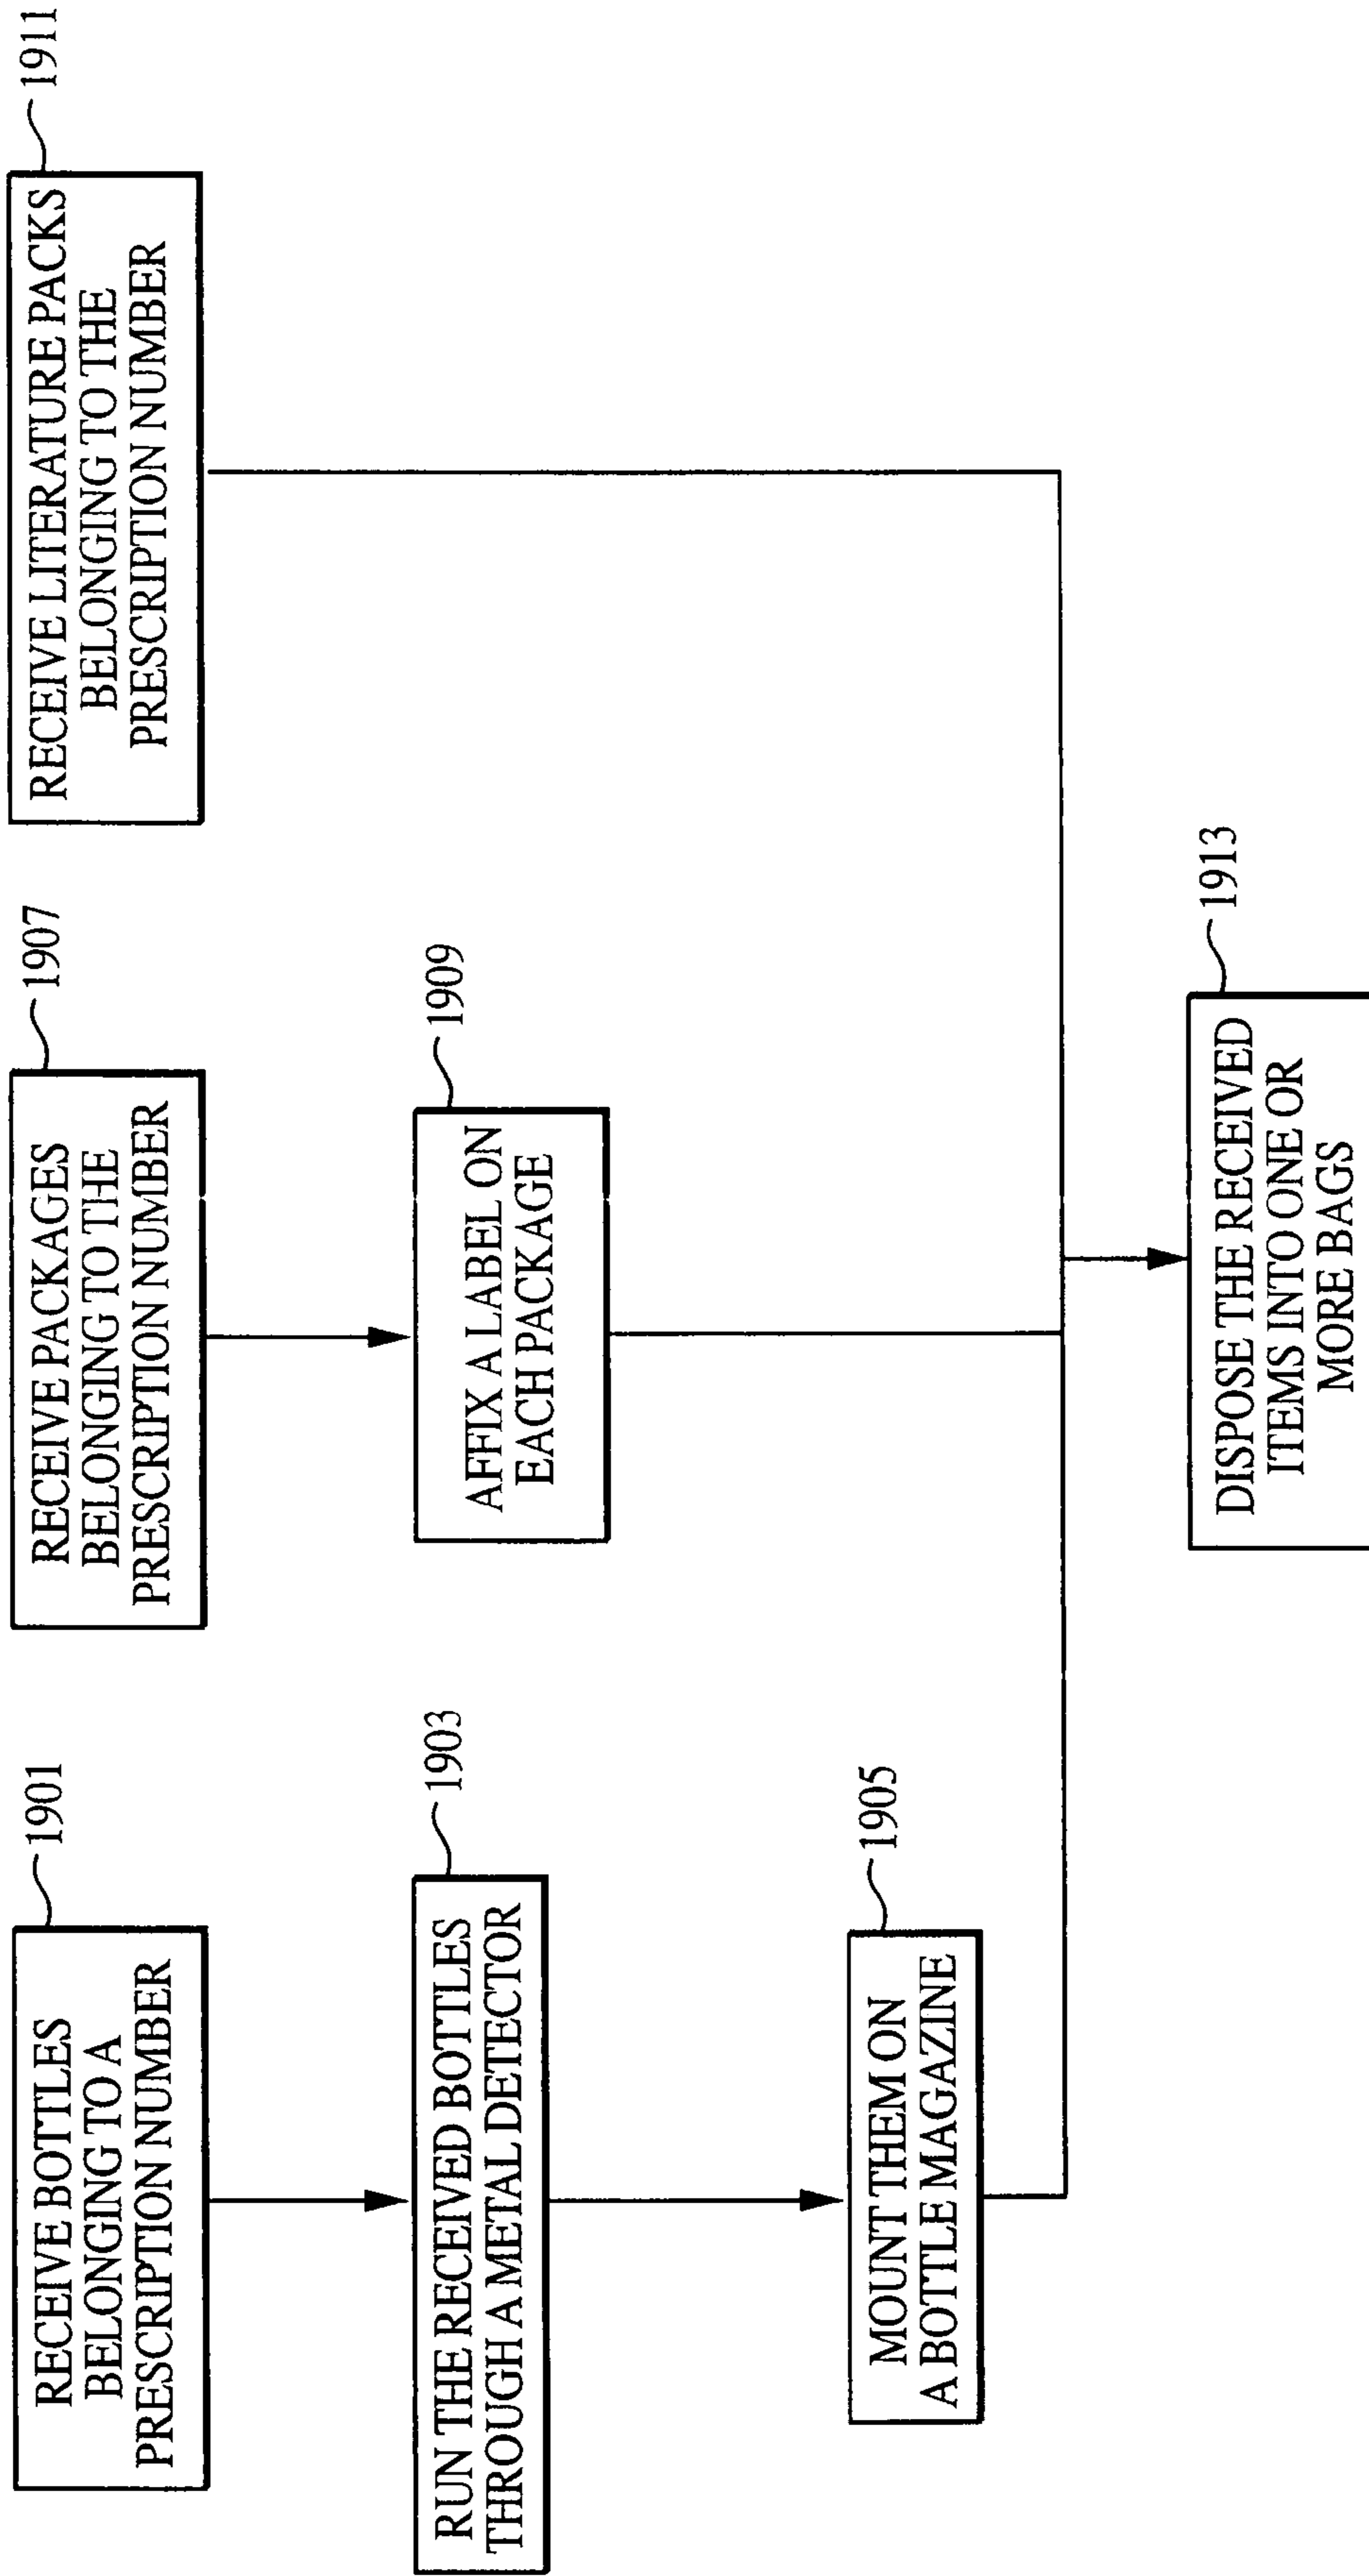 RECEIVE BOTTLES
BELONGING TO A
PRESCRIPTION NUMBER
1901
RUN THE RECEIVED BOTTLES
THROUGH A METAL DETECTOR
1903
MOUNT THEM ON
A BOTTLE MAGAZINE
1905
RECEIVE PACKAGES
BELONGING TO THE
PRESCRIPTION NUMBER
1907
AFFIX A LABEL ON
EACH PACKAGE
1909
RECEIVE LITERATURE PACKS
BELONGING TO THE
PRESCRIPTION NUMBER
1911
DISPOSE THE RECEIVED
ITEMS INTO ONE OR
MORE BAGS
1913